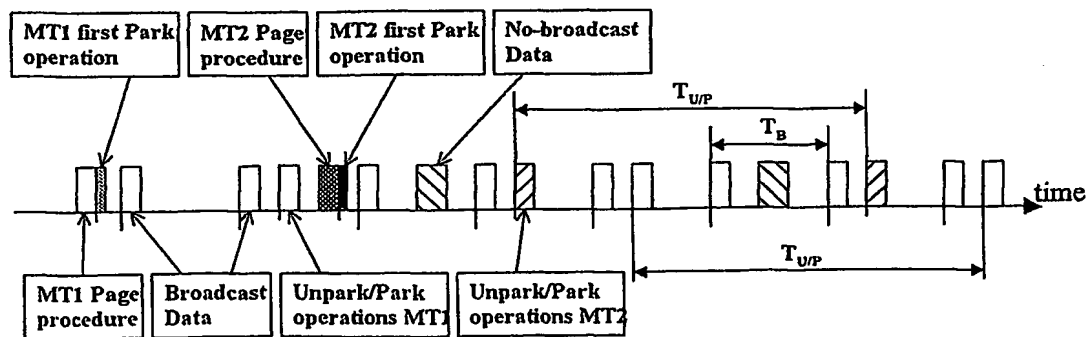 MT1 first Park
operation
MT2 Page
procedure
MT2 first Park
operation
No-broadcast
Data
T_U/P
T_B
time
T_U/P
MT1 Page
procedure
Broadcast
Data
Unpark/Park
operations MT1
Unpark/Park
operations MT2